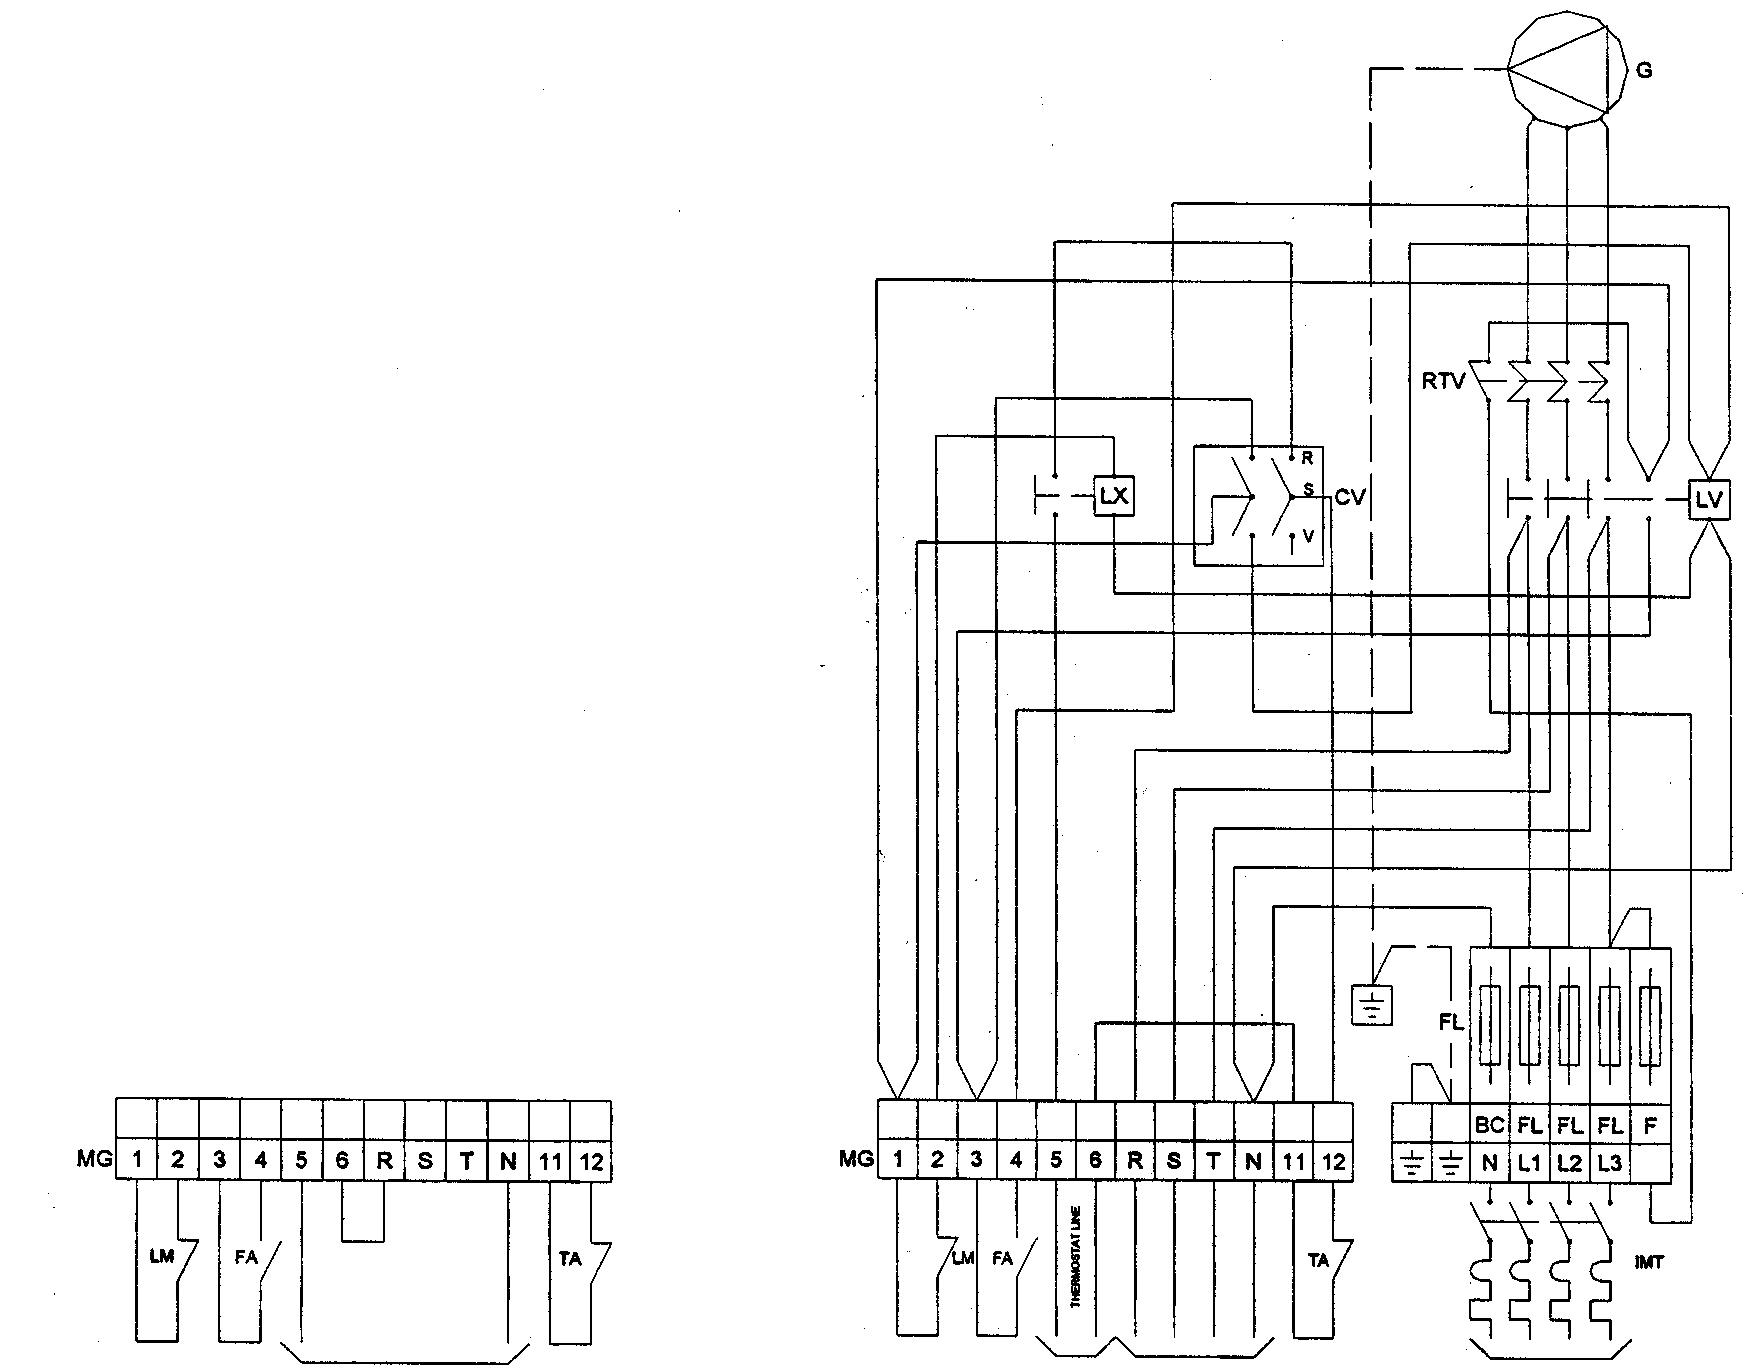 G
RTV
R
LX
S
CV
LV
V
FL
BC FL FL FL F
MG 1 2 3 4 5 6 R S T N 11 12
MG 1 2 3 4 5 6 R S T N 11 12
N L1 L2 L3
LM FA TA
LM FA THERMOSTAT LINE TA
IMT